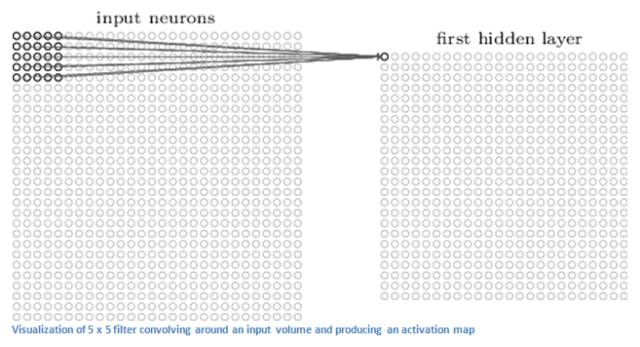 input neurons
first hidden layer
Visualization of 5 x 5 filter convolving around an input volume and producing an activation map